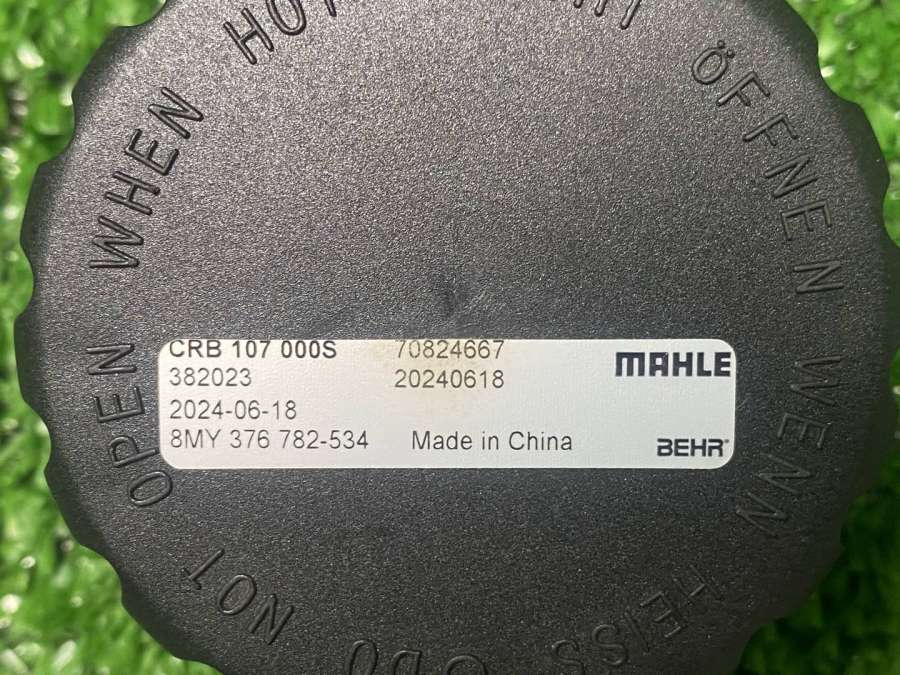 DO NOT OPEN WHEN HOT
ÖFFNEN WENN HEISS
CRB 107 000S 70824667
382023 20240618
2024-06-18
8MY 376 782-534 Made in China
MAHLE
BEHR®